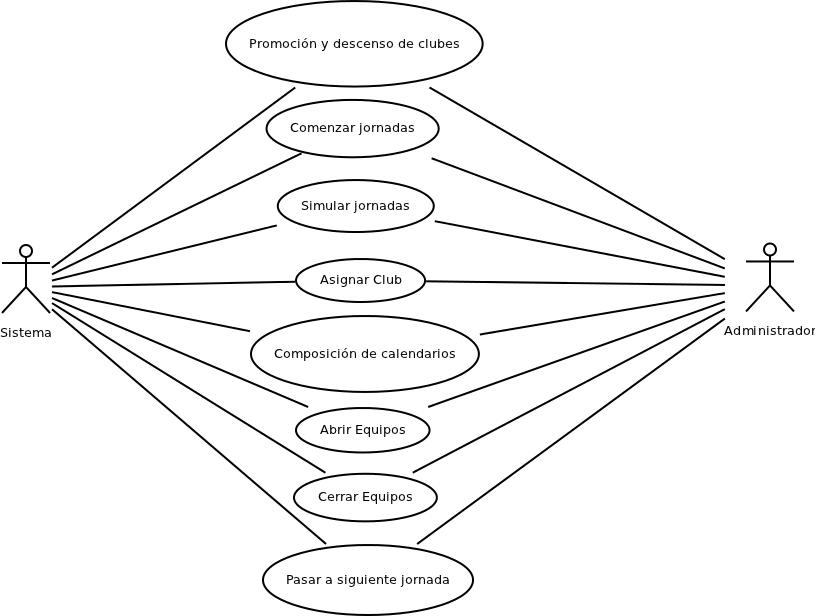 Promoción y descenso de clubes
Comenzar jornadas
Simular jornadas
Asignar Club
Sistema
Administrador
Composición de calendarios
Abrir Equipos
Cerrar Equipos
Pasar a siguiente jornada